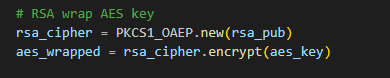 # RSA wrap AES key
rsa_cipher = PKCS1_OAEP.new(rsa_pub)
aes_wrapped = rsa_cipher.encrypt(aes_key)